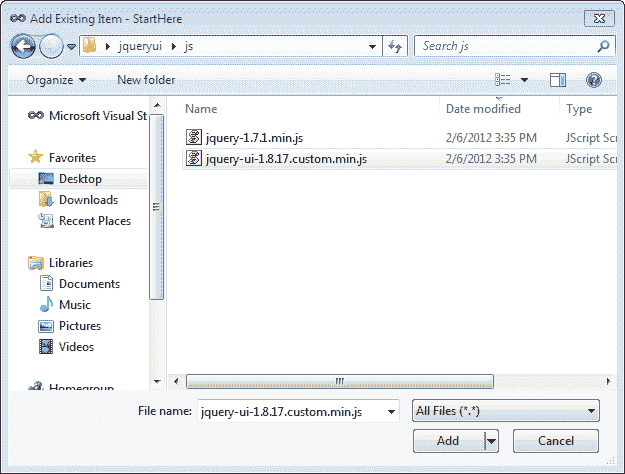 Add Existing Item - StartHere
jqueryui js Search js
Organize New folder
Microsoft Visual St
Favorites
Desktop
Downloads
Recent Places
Libraries
Documents
Music
Pictures
Videos
Homegroup
Name Date modified Type
jquery-1.7.1.min.js 2/6/2012 3:35 PM JScript Scr
jquery-ui-1.8.17.custom.min.js 2/6/2012 3:35 PM JScript Scr
File name: jquery-ui-1.8.17.custom.min.js All Files (*.*)
Add Cancel